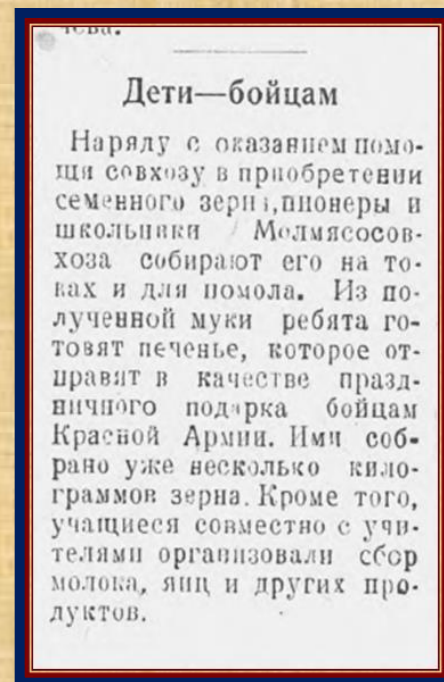 Дети—бойцам
Наряду с оказанием помо-
щи совхозу в приобретении
семенного зерна,пионеры и
школьники Молмясосов-
хоза собирают его на то-
ках и для помола. Из по-
лученной муки ребята го-
товят печенье, которое от-
правят в качестве празд-
ничного подарка бойцам
Красной Армии. Ими соб-
рано уже несколько кило-
граммов зерна. Кроме того,
учащиеся совместно с учи-
телями организовали сбор
молока, яиц и других про-
дуктов.